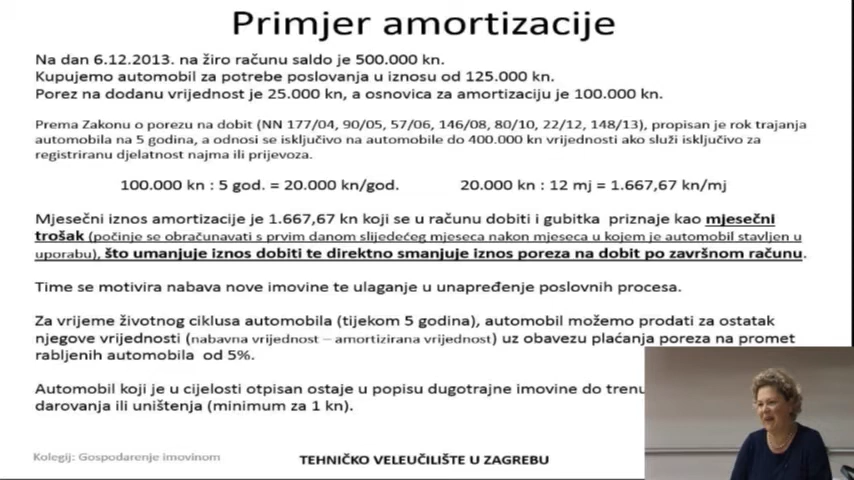 Primjer amortizacije
Na dan 6.12.2013. na žiro računu saldo je 500.000 kn.
Kupujemo automobil za potrebe poslovanja u iznosu od 125.000 kn.
Porez na dodanu vrijednost je 25.000 kn, a osnovica za amortizaciju je 100.000 kn.
Prema Zakonu o porezu na dobit (NN 177/04, 90/05, 57/06, 146/08, 80/10, 22/12, 148/13), propisan je rok trajanja
automobila na 5 godina, a odnosi se isključivo na automobile do 400.000 kn vrijednosti ako služi isključivo za
registriranu djelatnost najma ili prijevoza.
100.000 kn : 5 god. = 20.000 kn/god. 20.000 kn : 12 mj = 1.667,67 kn/mj
Mjesečni iznos amortizacije je 1.667,67 kn koji se u računu dobiti i gubitka priznaje kao mjesečni
trošak (počinje se obračunavati s prvim danom slijedećeg mjeseca nakon mjeseca u kojem je automobil stavljen u
uporabu), što umanjuje iznos dobiti te direktno smanjuje iznos poreza na dobit po završnom računu.
Time se motivira nabava nove imovine te ulaganje u unapređenje poslovnih procesa.
Za vrijeme životnog ciklusa automobila (tijekom 5 godina), automobil možemo prodati za ostatak
njegove vrijednosti (nabavna vrijednost – amortizirana vrijednost) uz obavezu plaćanja poreza na promet
rabljenih automobila od 5%.
Automobil koji je u cijelosti otpisan ostaje u popisu dugotrajne imovine do
darovanja ili uništenja (minimum za 1 kn).
Kolegij: Gospodarenje imovinom
TEHNIČKO VELEUČILIŠTE U ZAGREBU